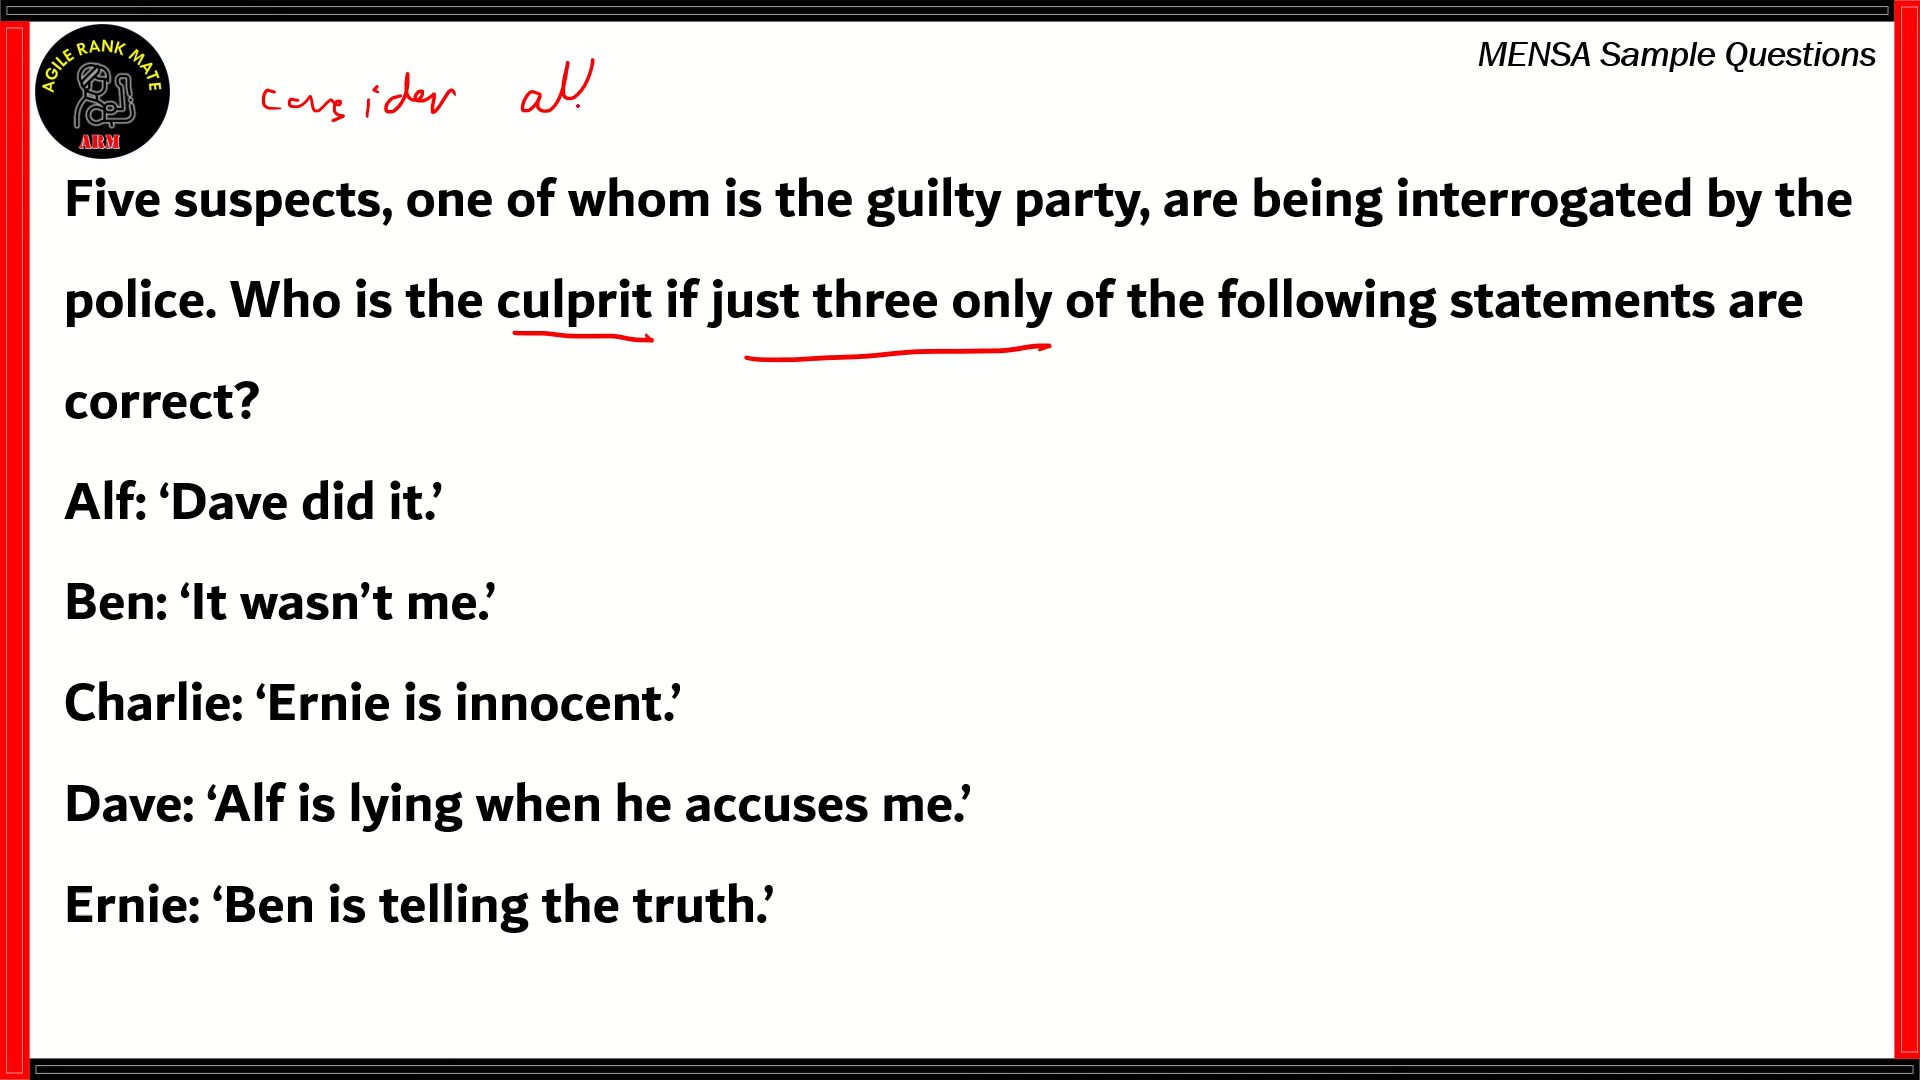 AGILE RANK MATE
ARM
MENSA Sample Questions
consider all
Five suspects, one of whom is the guilty party, are being interrogated by the
police. Who is the culprit if just three only of the following statements are
correct?
Alf: ‘Dave did it.’
Ben: ‘It wasn’t me.’
Charlie: ‘Ernie is innocent.’
Dave: ‘Alf is lying when he accuses me.’
Ernie: ‘Ben is telling the truth.’